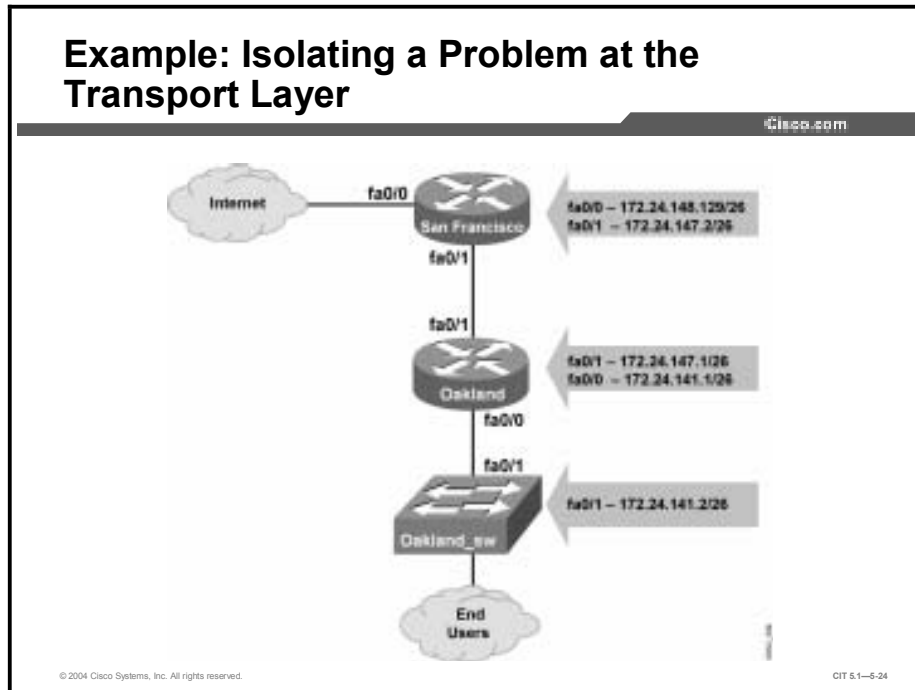 Example: Isolating a Problem at the
Transport Layer
Cisco.com
Internet
fa0/0
San Francisco
fa0/0 – 172.24.148.129/26
fa0/1 – 172.24.147.2/26
fa0/1
fa0/1
Oakland
fa0/1 – 172.24.147.1/26
fa0/0 – 172.24.141.1/26
fa0/0
fa0/1
Oakland_sw
fa0/1 – 172.24.141.2/26
End
Users
© 2004 Cisco Systems, Inc. All rights reserved.
CIT 5.1—5-24